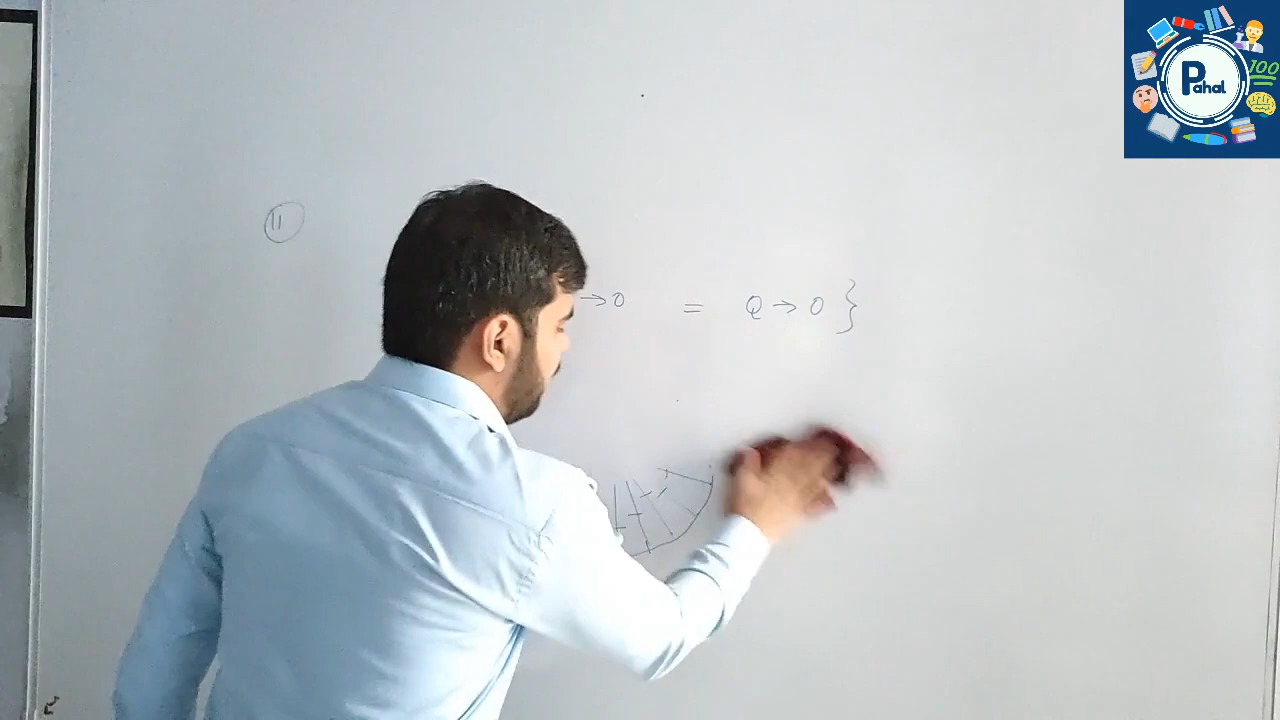 Pahal
100
11
→0 = Q → 0 }